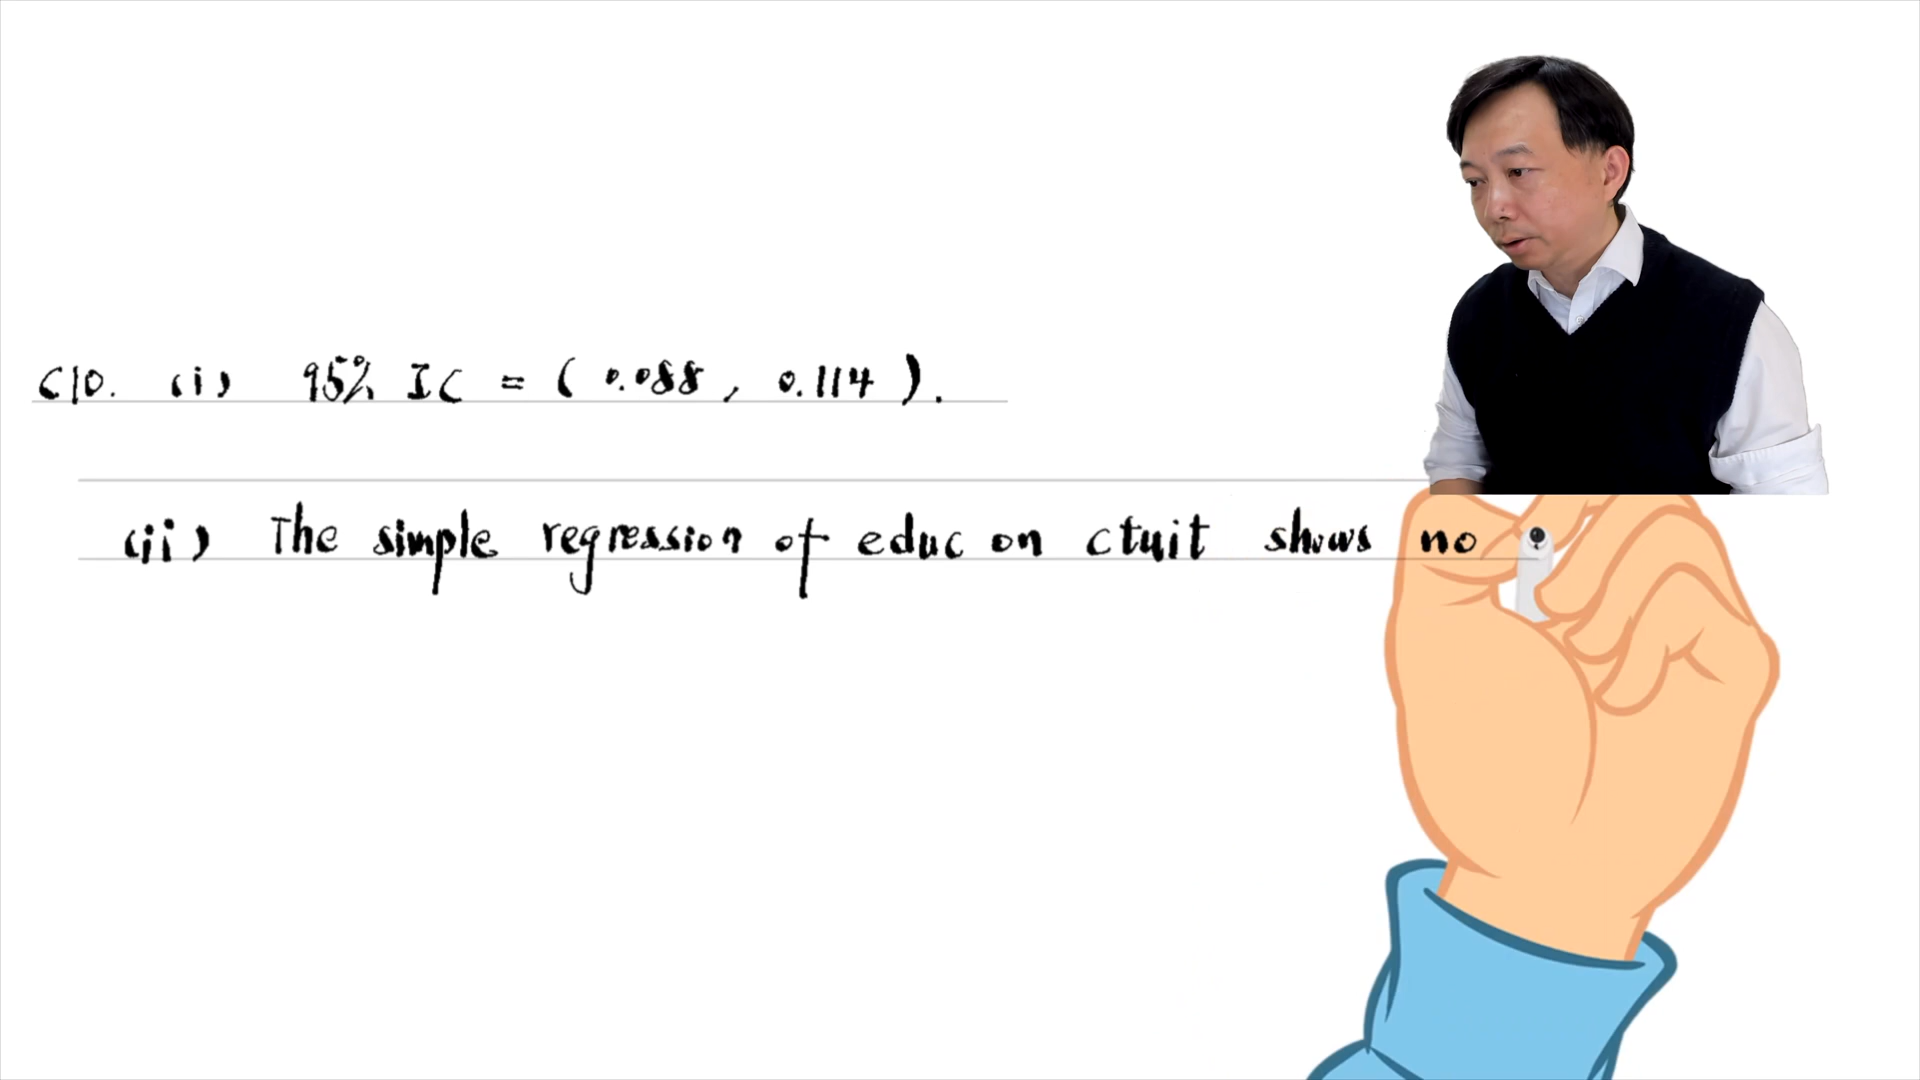 C10. (i) 95% IC = ( 0.088 , 0.114 ).
(ii) The simple regression of educ on ctuit shows no